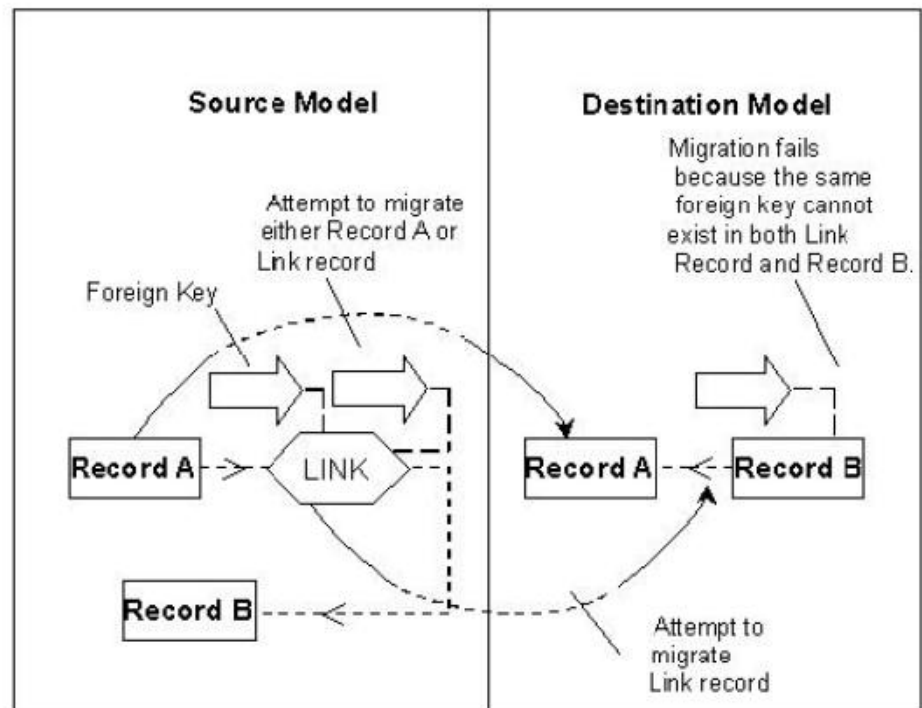 Source Model
Destination Model
Attempt to migrate
either Record A or
Link record
Foreign Key
Migration fails
because the same
foreign key cannot
exist in both Link
Record and Record B.
Record A
LINK
Record A
Record B
Record B
Attempt to
migrate
Link record